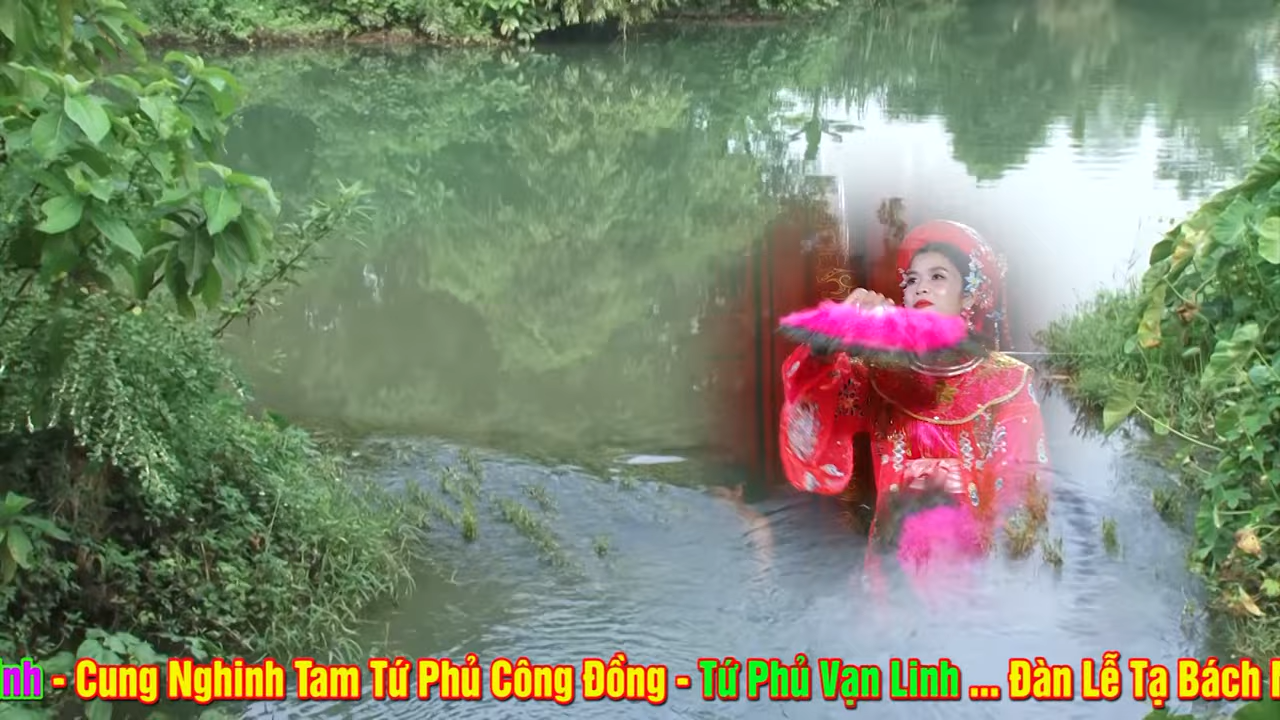 - Cung Nghinh Tam Tứ Phủ Công Đồng - Tứ Phủ Vạn Linh ... Đàn Lễ Tạ Bách